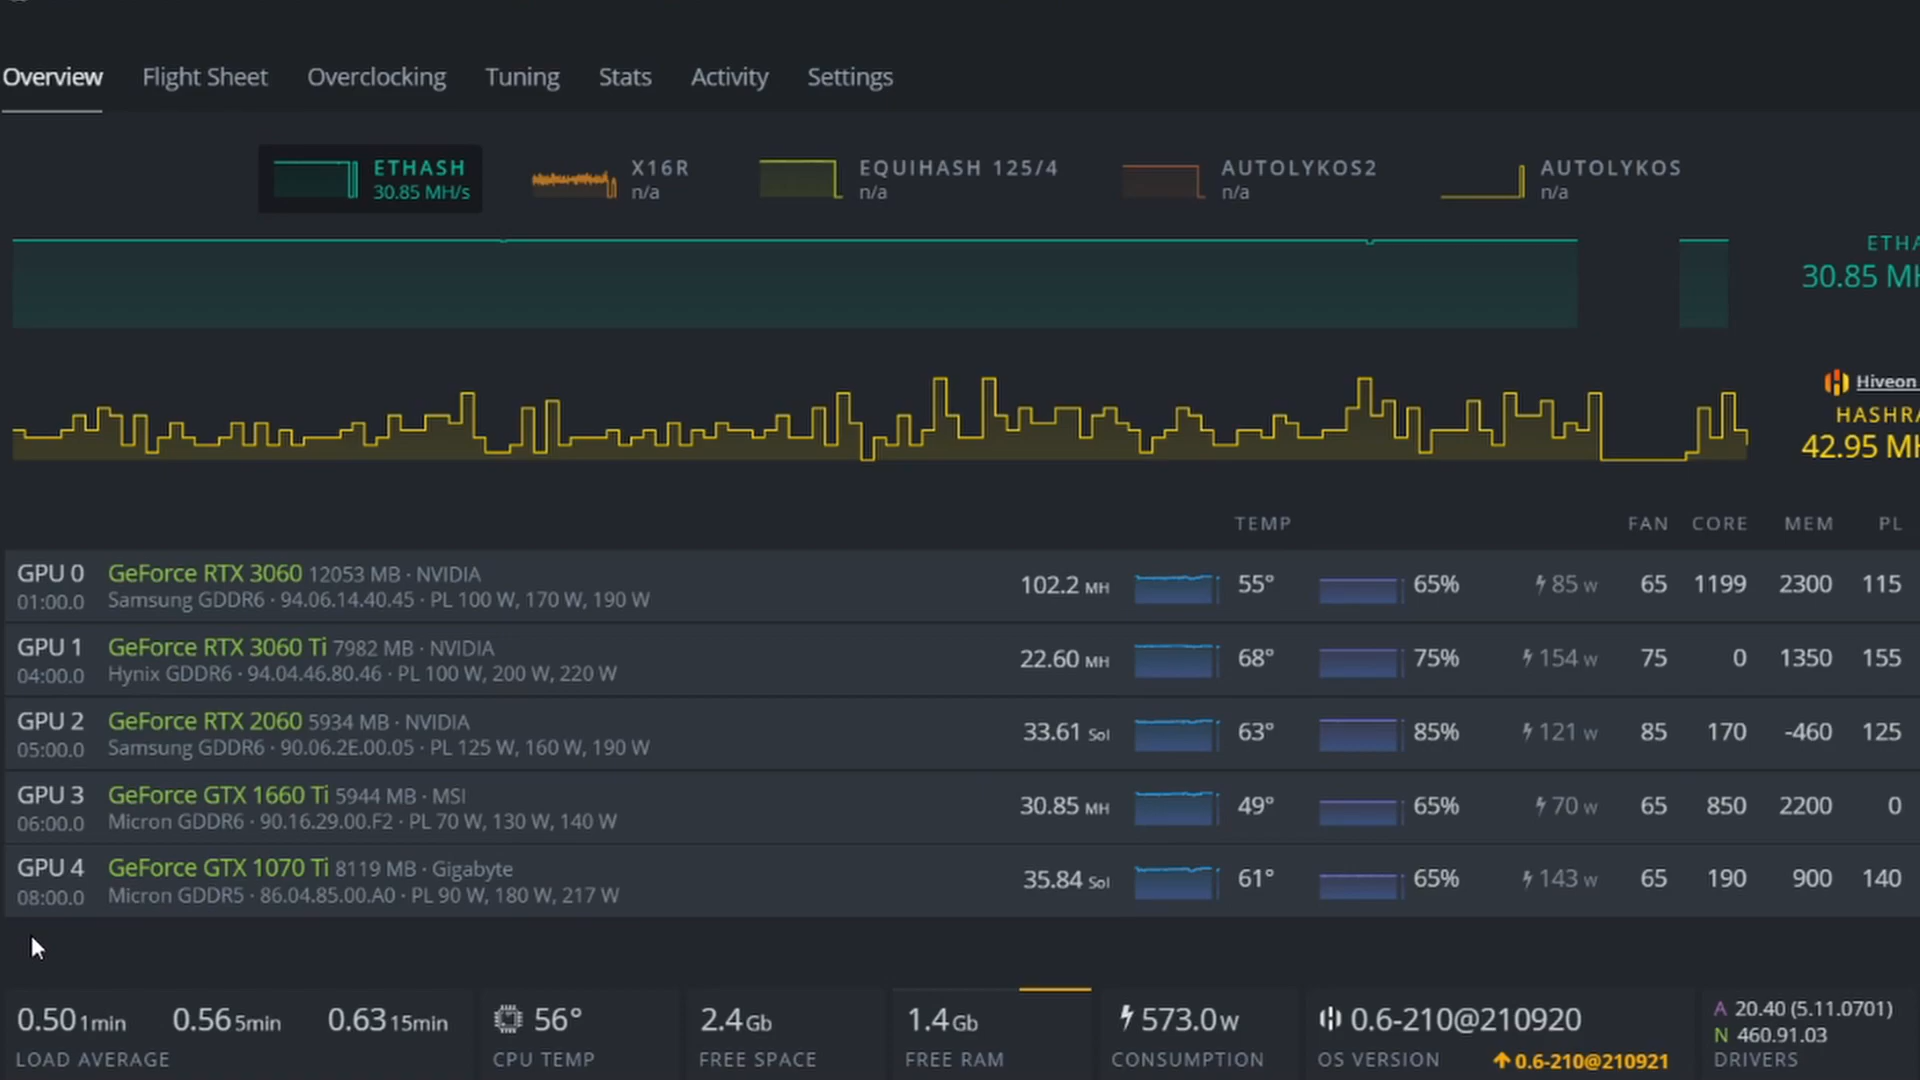 Overview Flight Sheet Overclocking Tuning Stats Activity Settings
ETHASH X16R EQUIHASH 125/4 AUTOLYKOS2 AUTOLYKOS
30.85 MH/s n/a n/a n/a n/a
ETHA
30.85 MH
Hiveon
HASHRA
42.95 MH
TEMP FAN CORE MEM PL
GPU 0 GeForce RTX 3060 12053 MB · NVIDIA 102.2 MH 55° 65% 85 W 65 1199 2300 115
01:00.0 Samsung GDDR6 · 94.06.14.40.45 · PL 100 W, 170 W, 190 W
GPU 1 GeForce RTX 3060 Ti 7982 MB · NVIDIA 22.60 MH 68° 75% 154 W 75 0 1350 155
04:00.0 Hynix GDDR6 · 94.04.46.80.46 · PL 100 W, 200 W, 220 W
GPU 2 GeForce RTX 2060 5934 MB · NVIDIA 33.61 Sol 63° 85% 121 W 85 170 -460 125
05:00.0 Samsung GDDR6 · 90.06.2E.00.05 · PL 125 W, 160 W, 190 W
GPU 3 GeForce GTX 1660 Ti 5944 MB · MSI 30.85 MH 49° 65% 70 W 65 850 2200 0
06:00.0 Micron GDDR6 · 90.16.29.00.F2 · PL 70 W, 130 W, 140 W
GPU 4 GeForce GTX 1070 Ti 8119 MB · Gigabyte 35.84 Sol 61° 65% 143 W 65 190 900 140
08:00.0 Micron GDDR5 · 86.04.85.00.A0 · PL 90 W, 180 W, 217 W
0.50 1min 0.56 5min 0.63 15min 56° 2.4 Gb 1.4 Gb 573.0 W 0.6-210@210920 A 20.40 (5.11.0701)
N 460.91.03
LOAD AVERAGE CPU TEMP FREE SPACE FREE RAM CONSUMPTION OS VERSION 0.6-210@210921 DRIVERS